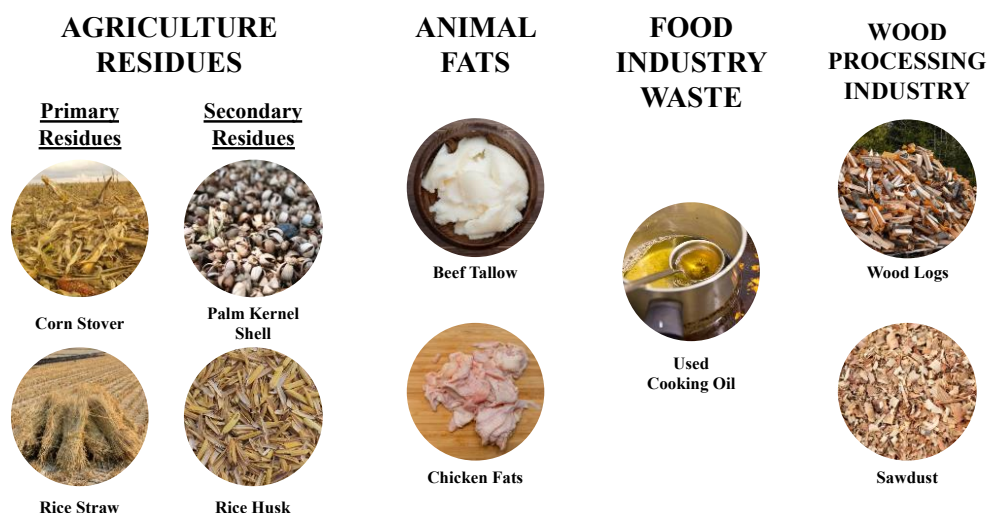 AGRICULTURE
RESIDUES
Primary
Residues
Secondary
Residues
Corn Stover
Palm Kernel
Shell
Rice Straw
Rice Husk
ANIMAL
FATS
Beef Tallow
Chicken Fats
FOOD
INDUSTRY
WASTE
Used
Cooking Oil
WOOD
PROCESSING
INDUSTRY
Wood Logs
Sawdust